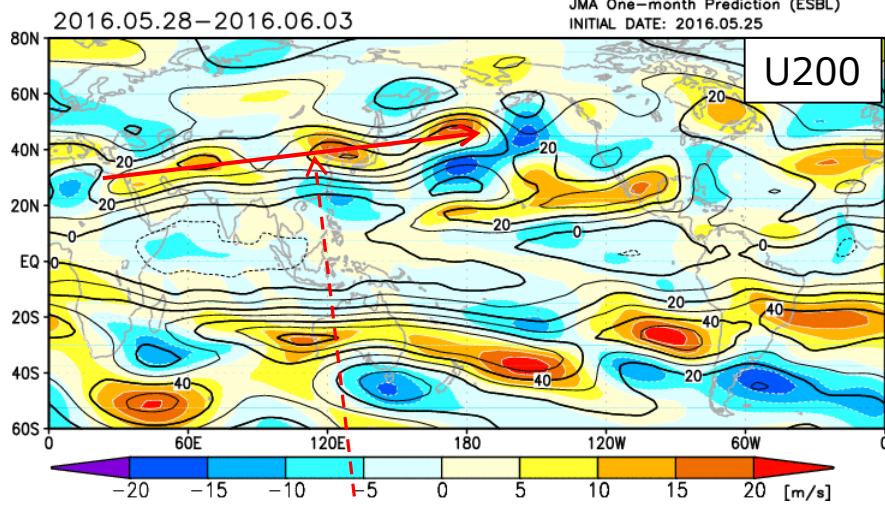 JMA One-month Prediction (ESBL)
2016.05.28-2016.06.03
INITIAL DATE: 2016.05.25
80N
U200
60N
20
20
40N
20
20N
20
20
0
0
0
EQ
0
20
40
20S
40
40S
40
40
20
60S
0
60E
120E
180
120W
60W
0
-20
-15
-10
-5
0
5
10
15
20
[m/s]